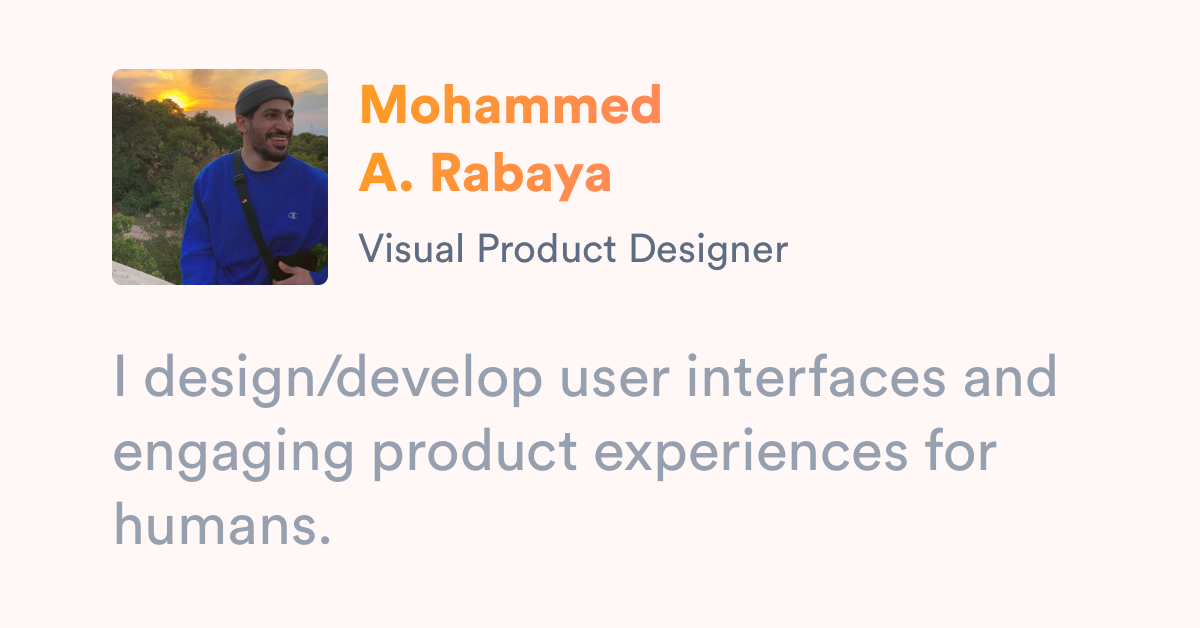 Mohammed
A. Rabaya
Visual Product Designer
I design/develop user interfaces and
engaging product experiences for
humans.